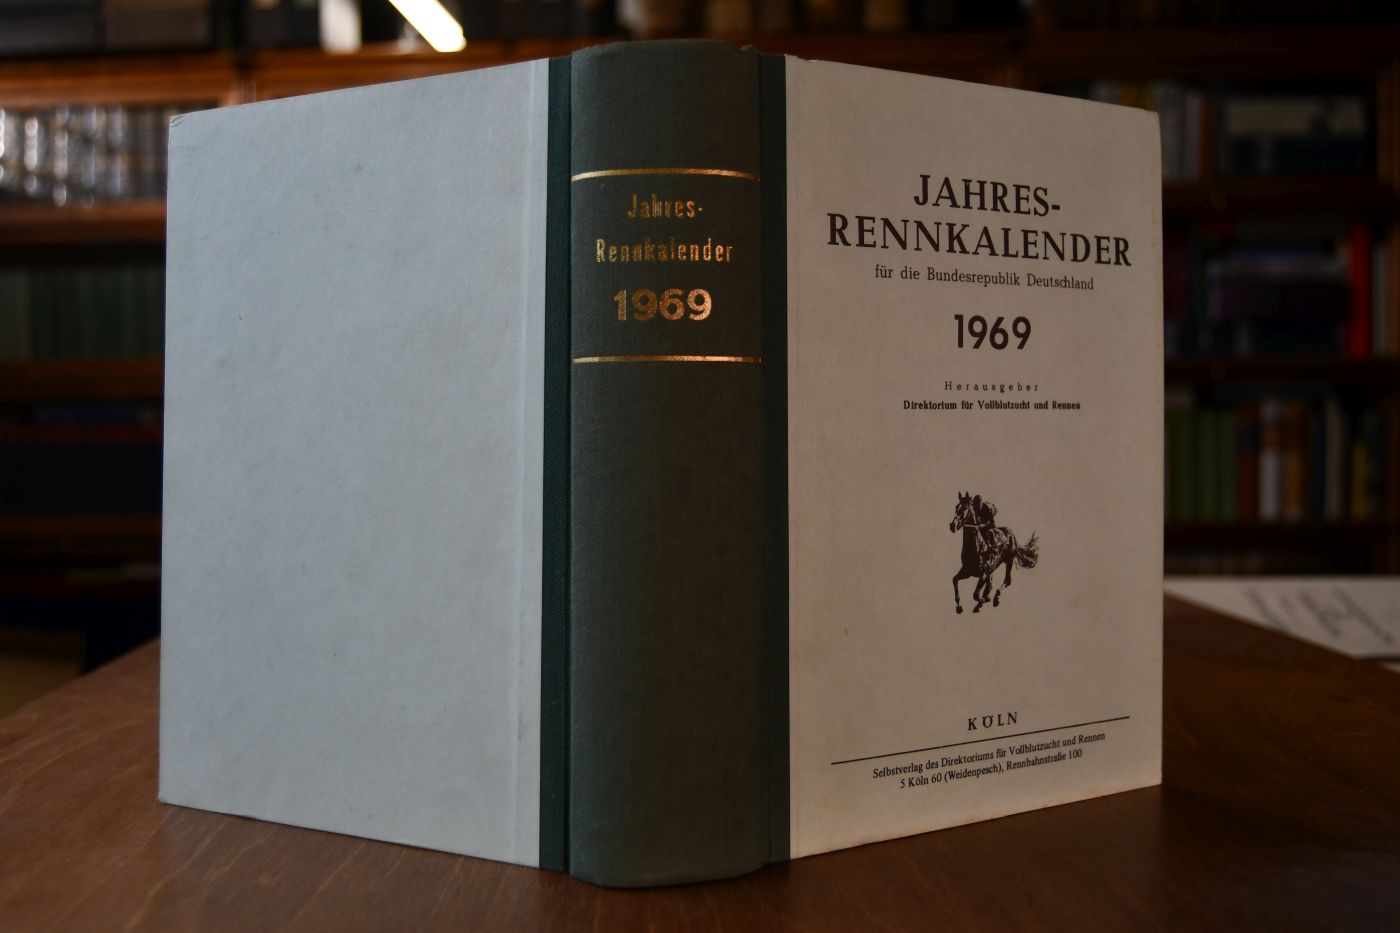 Jahres-
Rennkalender
1969
JAHRES-
RENNKALENDER
für die Bundesrepublik Deutschland
1969
Herausgeber
Direktorium für Vollblutzucht und Rennen
KÖLN
Selbstverlag des Direktoriums für Vollblutzucht und Rennen
5 Köln 60 (Weidenpesch), Rennbahnstraße 100